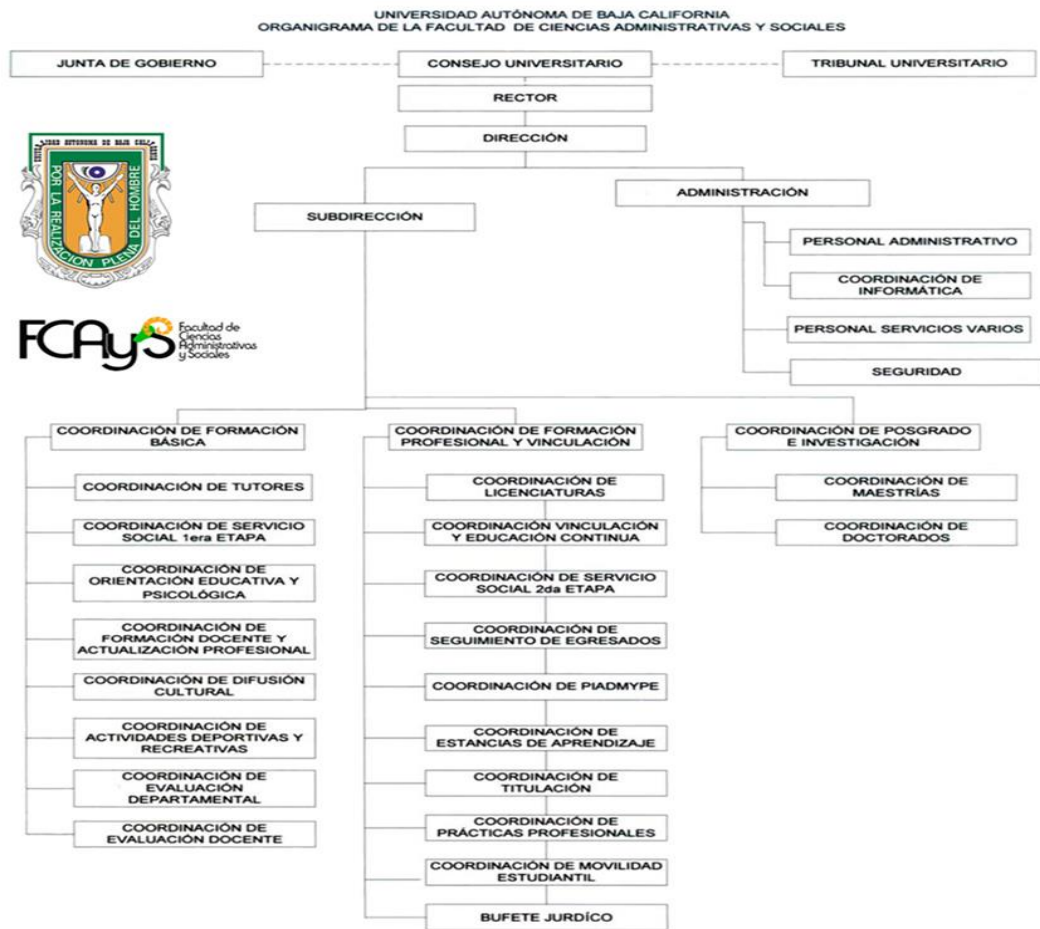 UNIVERSIDAD AUTÓNOMA DE BAJA CALIFORNIA
ORGANIGRAMA DE LA FACULTAD DE CIENCIAS ADMINISTRATIVAS Y SOCIALES
JUNTA DE GOBIERNO
CONSEJO UNIVERSITARIO
TRIBUNAL UNIVERSITARIO
RECTOR
DIRECCIÓN
SUBDIRECCIÓN
ADMINISTRACIÓN
PERSONAL ADMINISTRATIVO
COORDINACIÓN DE
INFORMÁTICA
PERSONAL SERVICIOS VARIOS
SEGURIDAD
POR LA REALIZACION PLENA DEL HOMBRE
FCAyS
Facultad de
Ciencias
Administrativas
y Sociales
COORDINACIÓN DE FORMACIÓN
BÁSICA
COORDINACIÓN DE TUTORES
COORDINACIÓN DE SERVICIO
SOCIAL 1era ETAPA
COORDINACIÓN DE
ORIENTACIÓN EDUCATIVA Y
PSICOLÓGICA
COORDINACIÓN DE
FORMACIÓN DOCENTE Y
ACTUALIZACIÓN PROFESIONAL
COORDINACIÓN DE DIFUSIÓN
CULTURAL
COORDINACIÓN DE
ACTIVIDADES DEPORTIVAS Y
RECREATIVAS
COORDINACIÓN DE
EVALUACIÓN
DEPARTAMENTAL
COORDINACIÓN DE
EVALUACIÓN DOCENTE
COORDINACIÓN DE FORMACIÓN
PROFESIONAL Y VINCULACIÓN
COORDINACIÓN DE
LICENCIATURAS
COORDINACIÓN VINCULACIÓN
Y EDUCACIÓN CONTINUA
COORDINACIÓN DE SERVICIO
SOCIAL 2da ETAPA
COORDINACIÓN DE
SEGUIMIENTO DE EGRESADOS
COORDINACIÓN DE PIADMYPE
COORDINACIÓN DE
ESTANCIAS DE APRENDIZAJE
COORDINACIÓN DE
TITULACIÓN
COORDINACIÓN DE
PRÁCTICAS PROFESIONALES
COORDINACIÓN DE MOVILIDAD
ESTUDIANTIL
BUFETE JURDÍCO
COORDINACIÓN DE POSGRADO
E INVESTIGACIÓN
COORDINACIÓN DE
MAESTRÍAS
COORDINACIÓN DE
DOCTORADOS